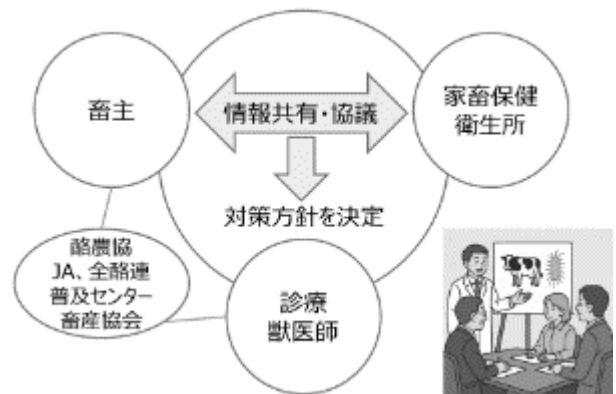 畜主
情報共有・協議
家畜保健
衛生所
対策方針を決定
酪農協
JA、全酪連
普及センター
畜産協会
診療
獣医師